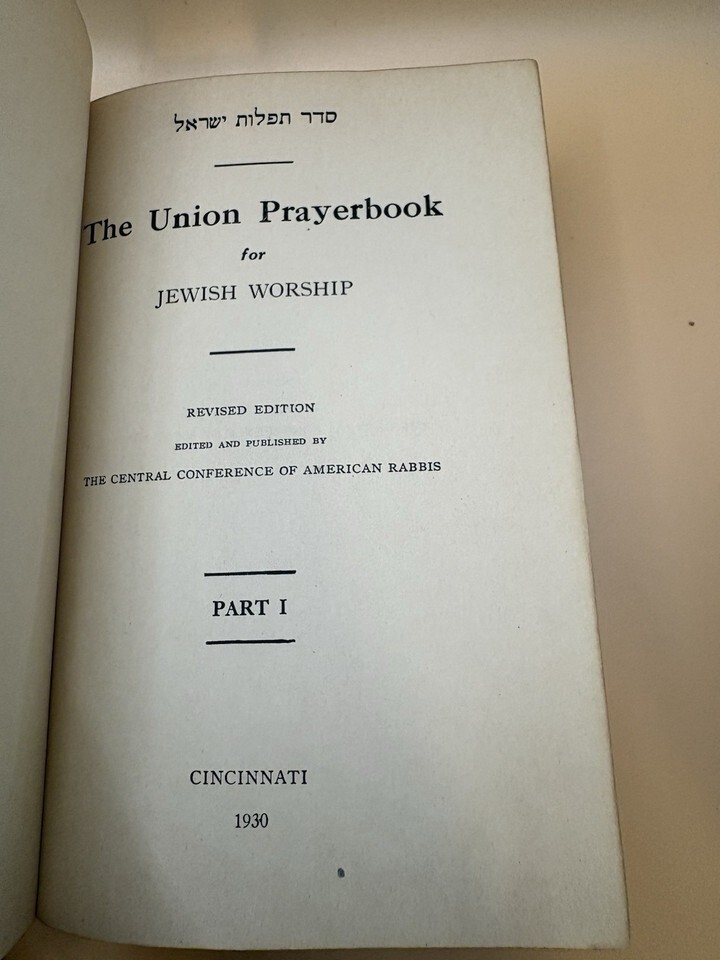 סדר תפלות ישראל
The Union Prayerbook
for
JEWISH WORSHIP
REVISED EDITION
EDITED AND PUBLISHED BY
THE CENTRAL CONFERENCE OF AMERICAN RABBIS
PART I
CINCINNATI
1930